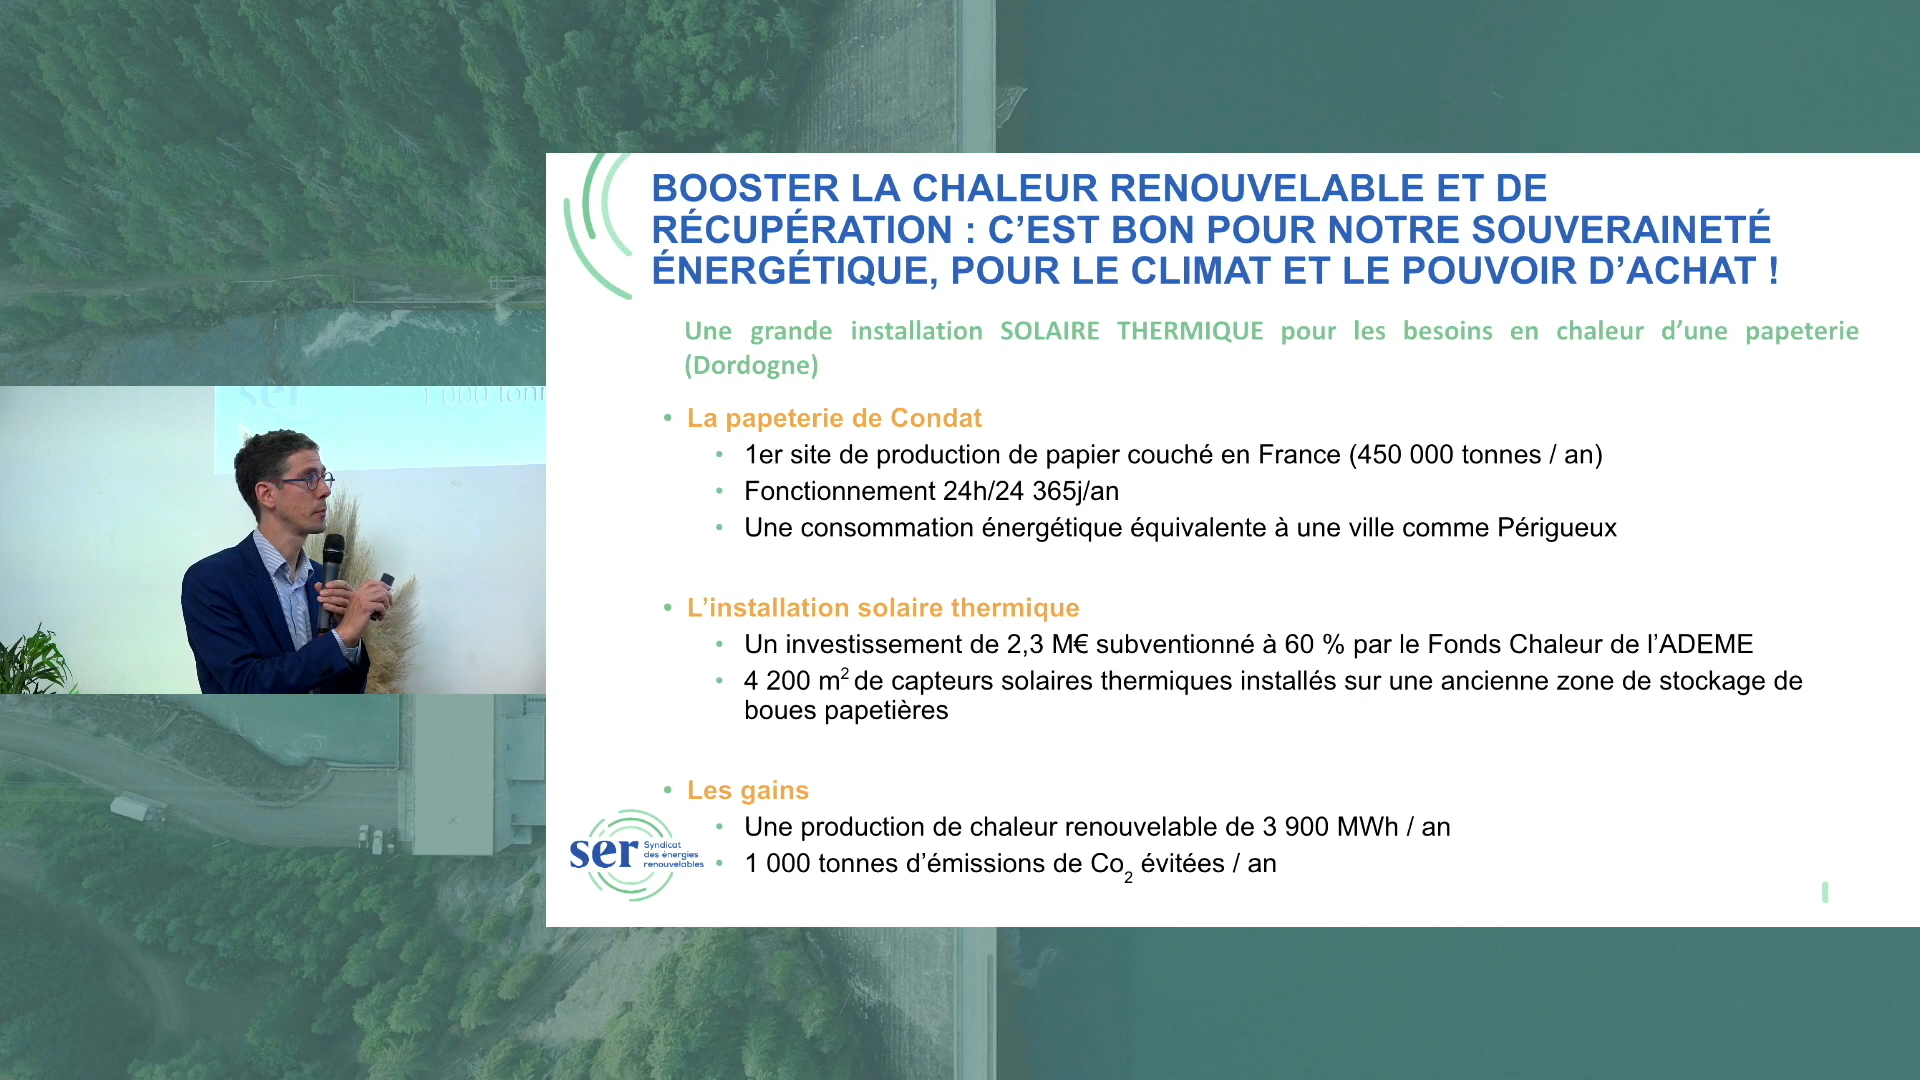 BOOSTER LA CHALEUR RENOUVELABLE ET DE
RÉCUPÉRATION : C’EST BON POUR NOTRE SOUVERAINETÉ
ÉNERGÉTIQUE, POUR LE CLIMAT ET LE POUVOIR D’ACHAT !
Une grande installation SOLAIRE THERMIQUE pour les besoins en chaleur d’une papeterie
(Dordogne)
• La papeterie de Condat
• 1er site de production de papier couché en France (450 000 tonnes / an)
• Fonctionnement 24h/24 365j/an
• Une consommation énergétique équivalente à une ville comme Périgueux
• L’installation solaire thermique
• Un investissement de 2,3 M€ subventionné à 60 % par le Fonds Chaleur de l’ADEME
• 4 200 m² de capteurs solaires thermiques installés sur une ancienne zone de stockage de
boues papetières
• Les gains
• Une production de chaleur renouvelable de 3 900 MWh / an
• 1 000 tonnes d’émissions de Co₂ évitées / an
ser
Syndicat
des énergies
renouvelables
ser
1 000 tonn